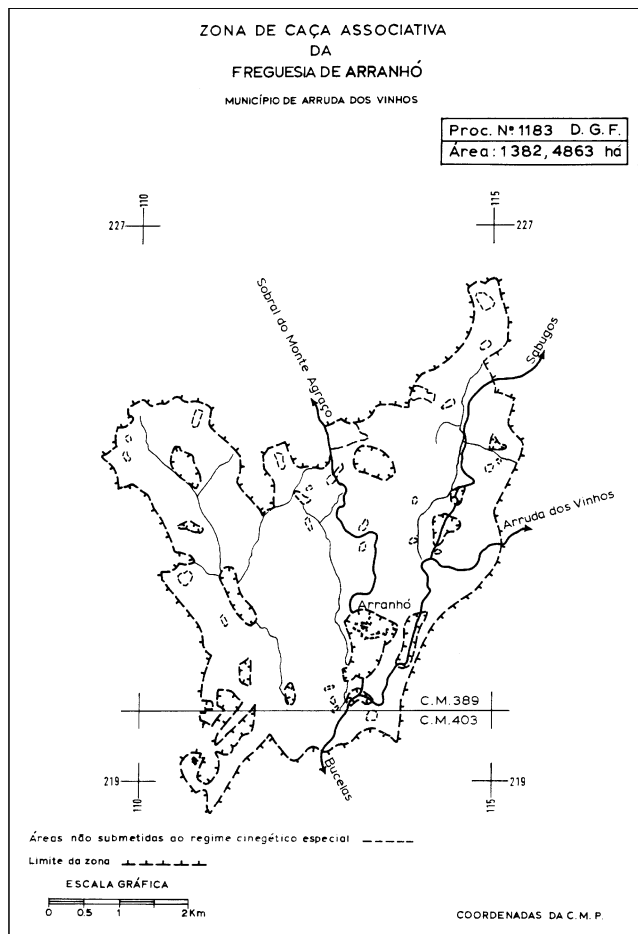 ZONA DE CAÇA ASSOCIATIVA
DA
FREGUESIA DE ARRANHÓ
MUNICÍPIO DE ARRUDA DOS VINHOS
Proc. Nº 1183 D. G. F.
Área: 1 382, 4863 há
110
115
227
227
Sobral do Monte Agraço
Sabugos
Arruda dos Vinhos
Arranhó
C.M. 389
C.M. 403
Bucelas
219
219
110
115
Áreas não submetidas ao regime cinegético especial
Limite da zona
ESCALA GRÁFICA
0 0.5 1 2Km
COORDENADAS DA C. M. P.